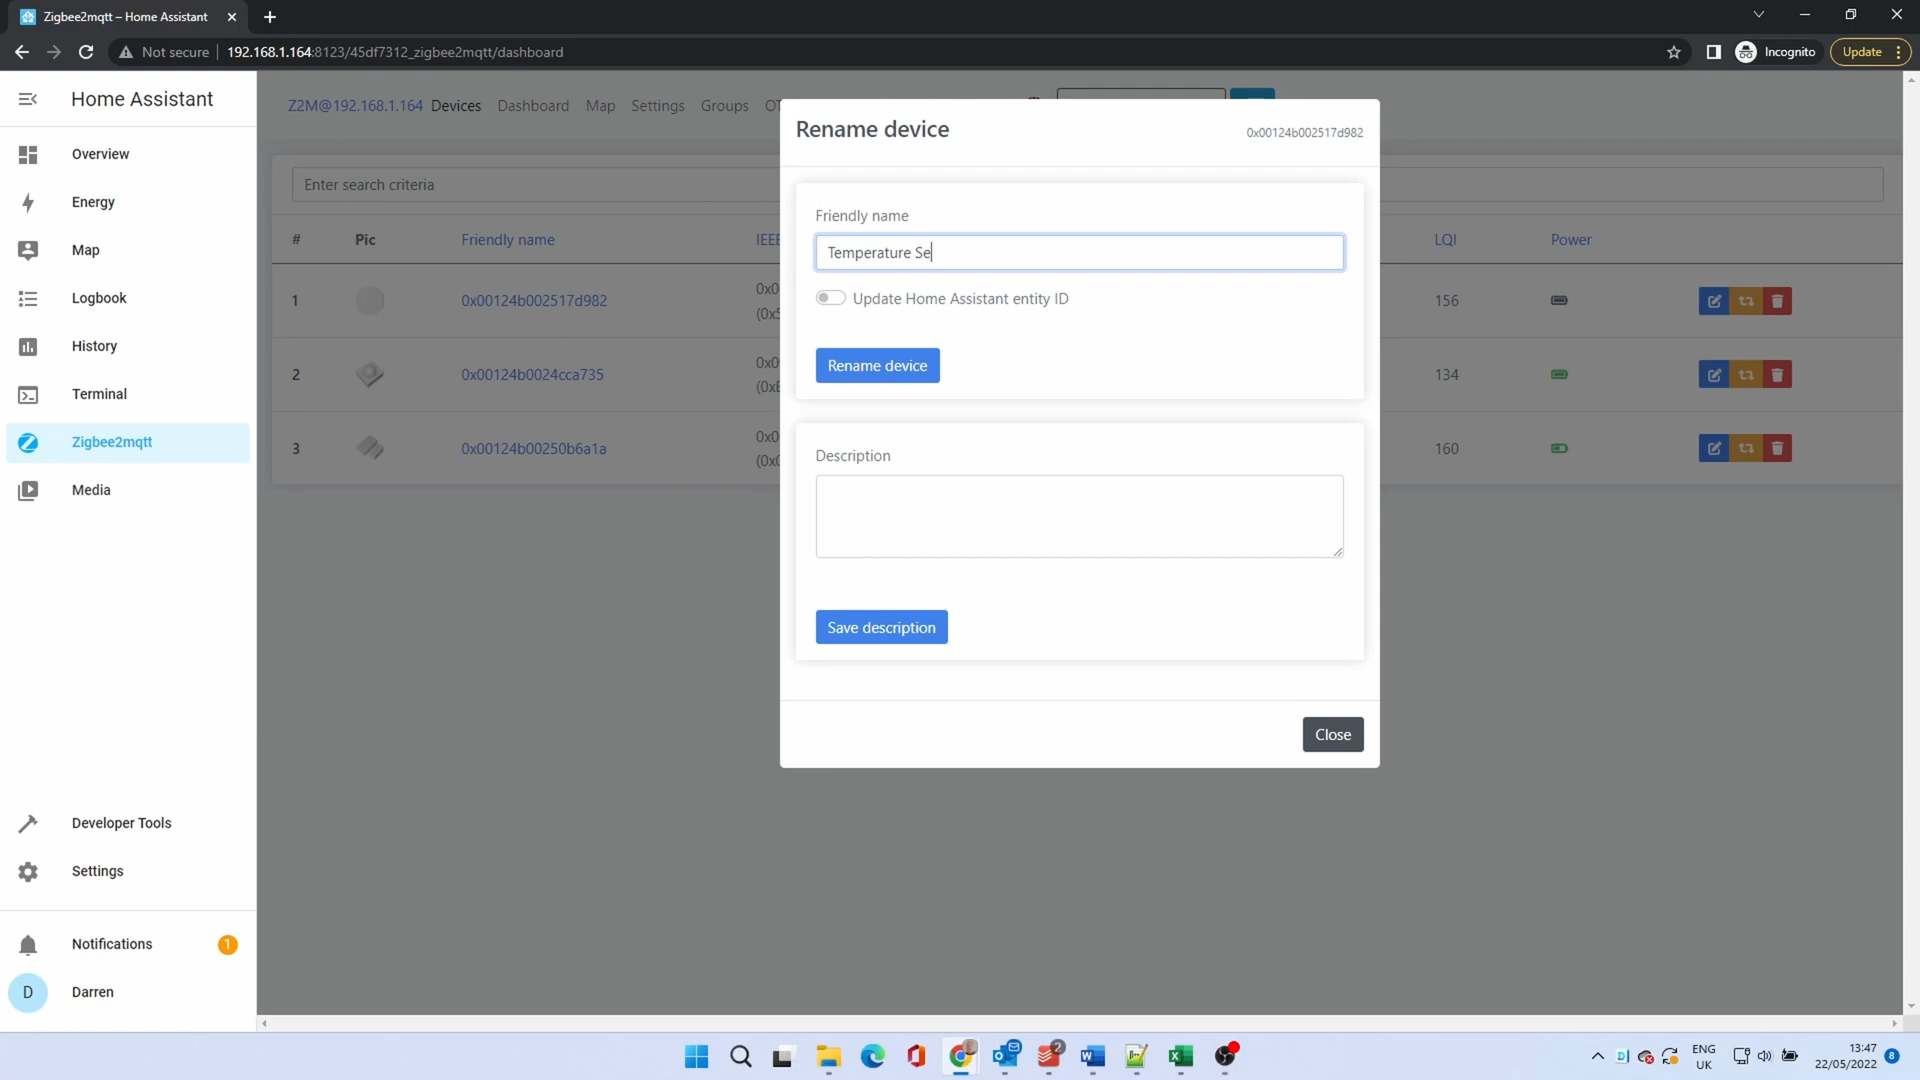 Zigbee2mqtt – Home Assistant
Not secure 192.168.1.164:8123/45df7312_zigbee2mqtt/dashboard
Incognito
Update
Home Assistant
Overview
Energy
Map
Logbook
History
Terminal
Zigbee2mqtt
Media
Developer Tools
Settings
Notifications 1
D Darren
Z2M@192.168.1.164 Devices Dashboard Map Settings Groups
Enter search criteria
# Pic Friendly name LQI Power
1 0x00124b002517d982 156
2 0x00124b0024cca735 134
3 0x00124b00250b6a1a 160
Rename device 0x00124b002517d982
Friendly name
Temperature Se
Update Home Assistant entity ID
Rename device
Description
Save description
Close
2
ENG
UK
13:47
22/05/2022
8